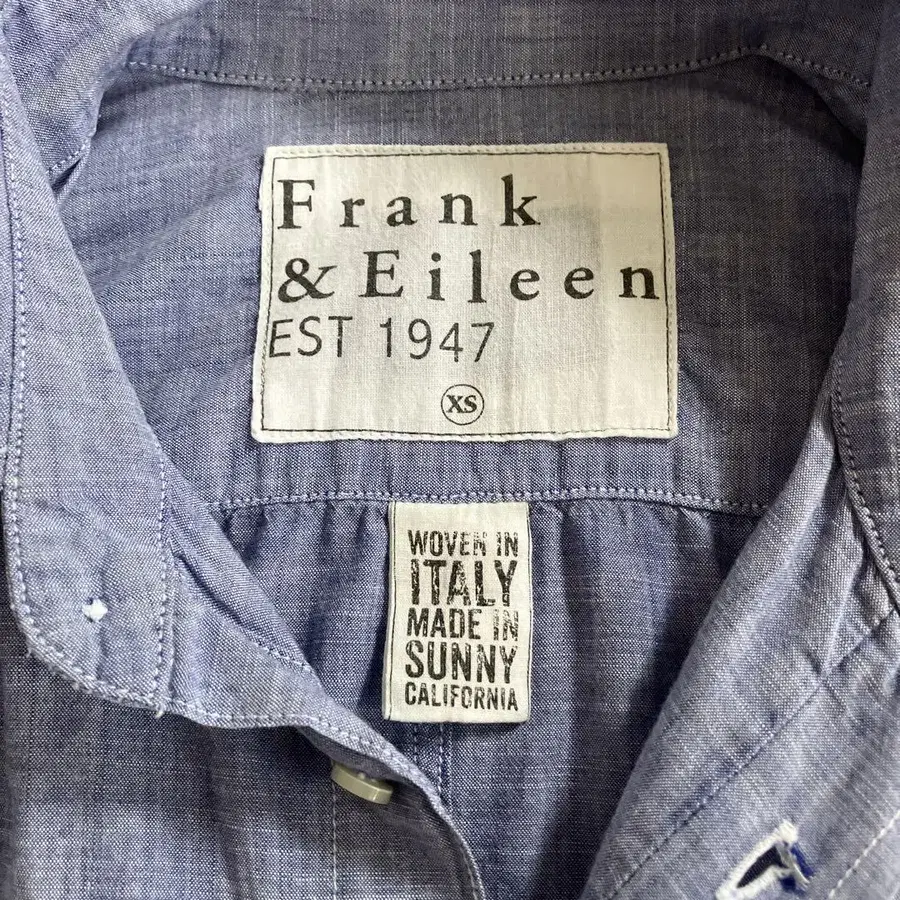 Frank
& Eileen
EST 1947
XS
WOVEN IN
ITALY
MADE IN
SUNNY
CALIFORNIA